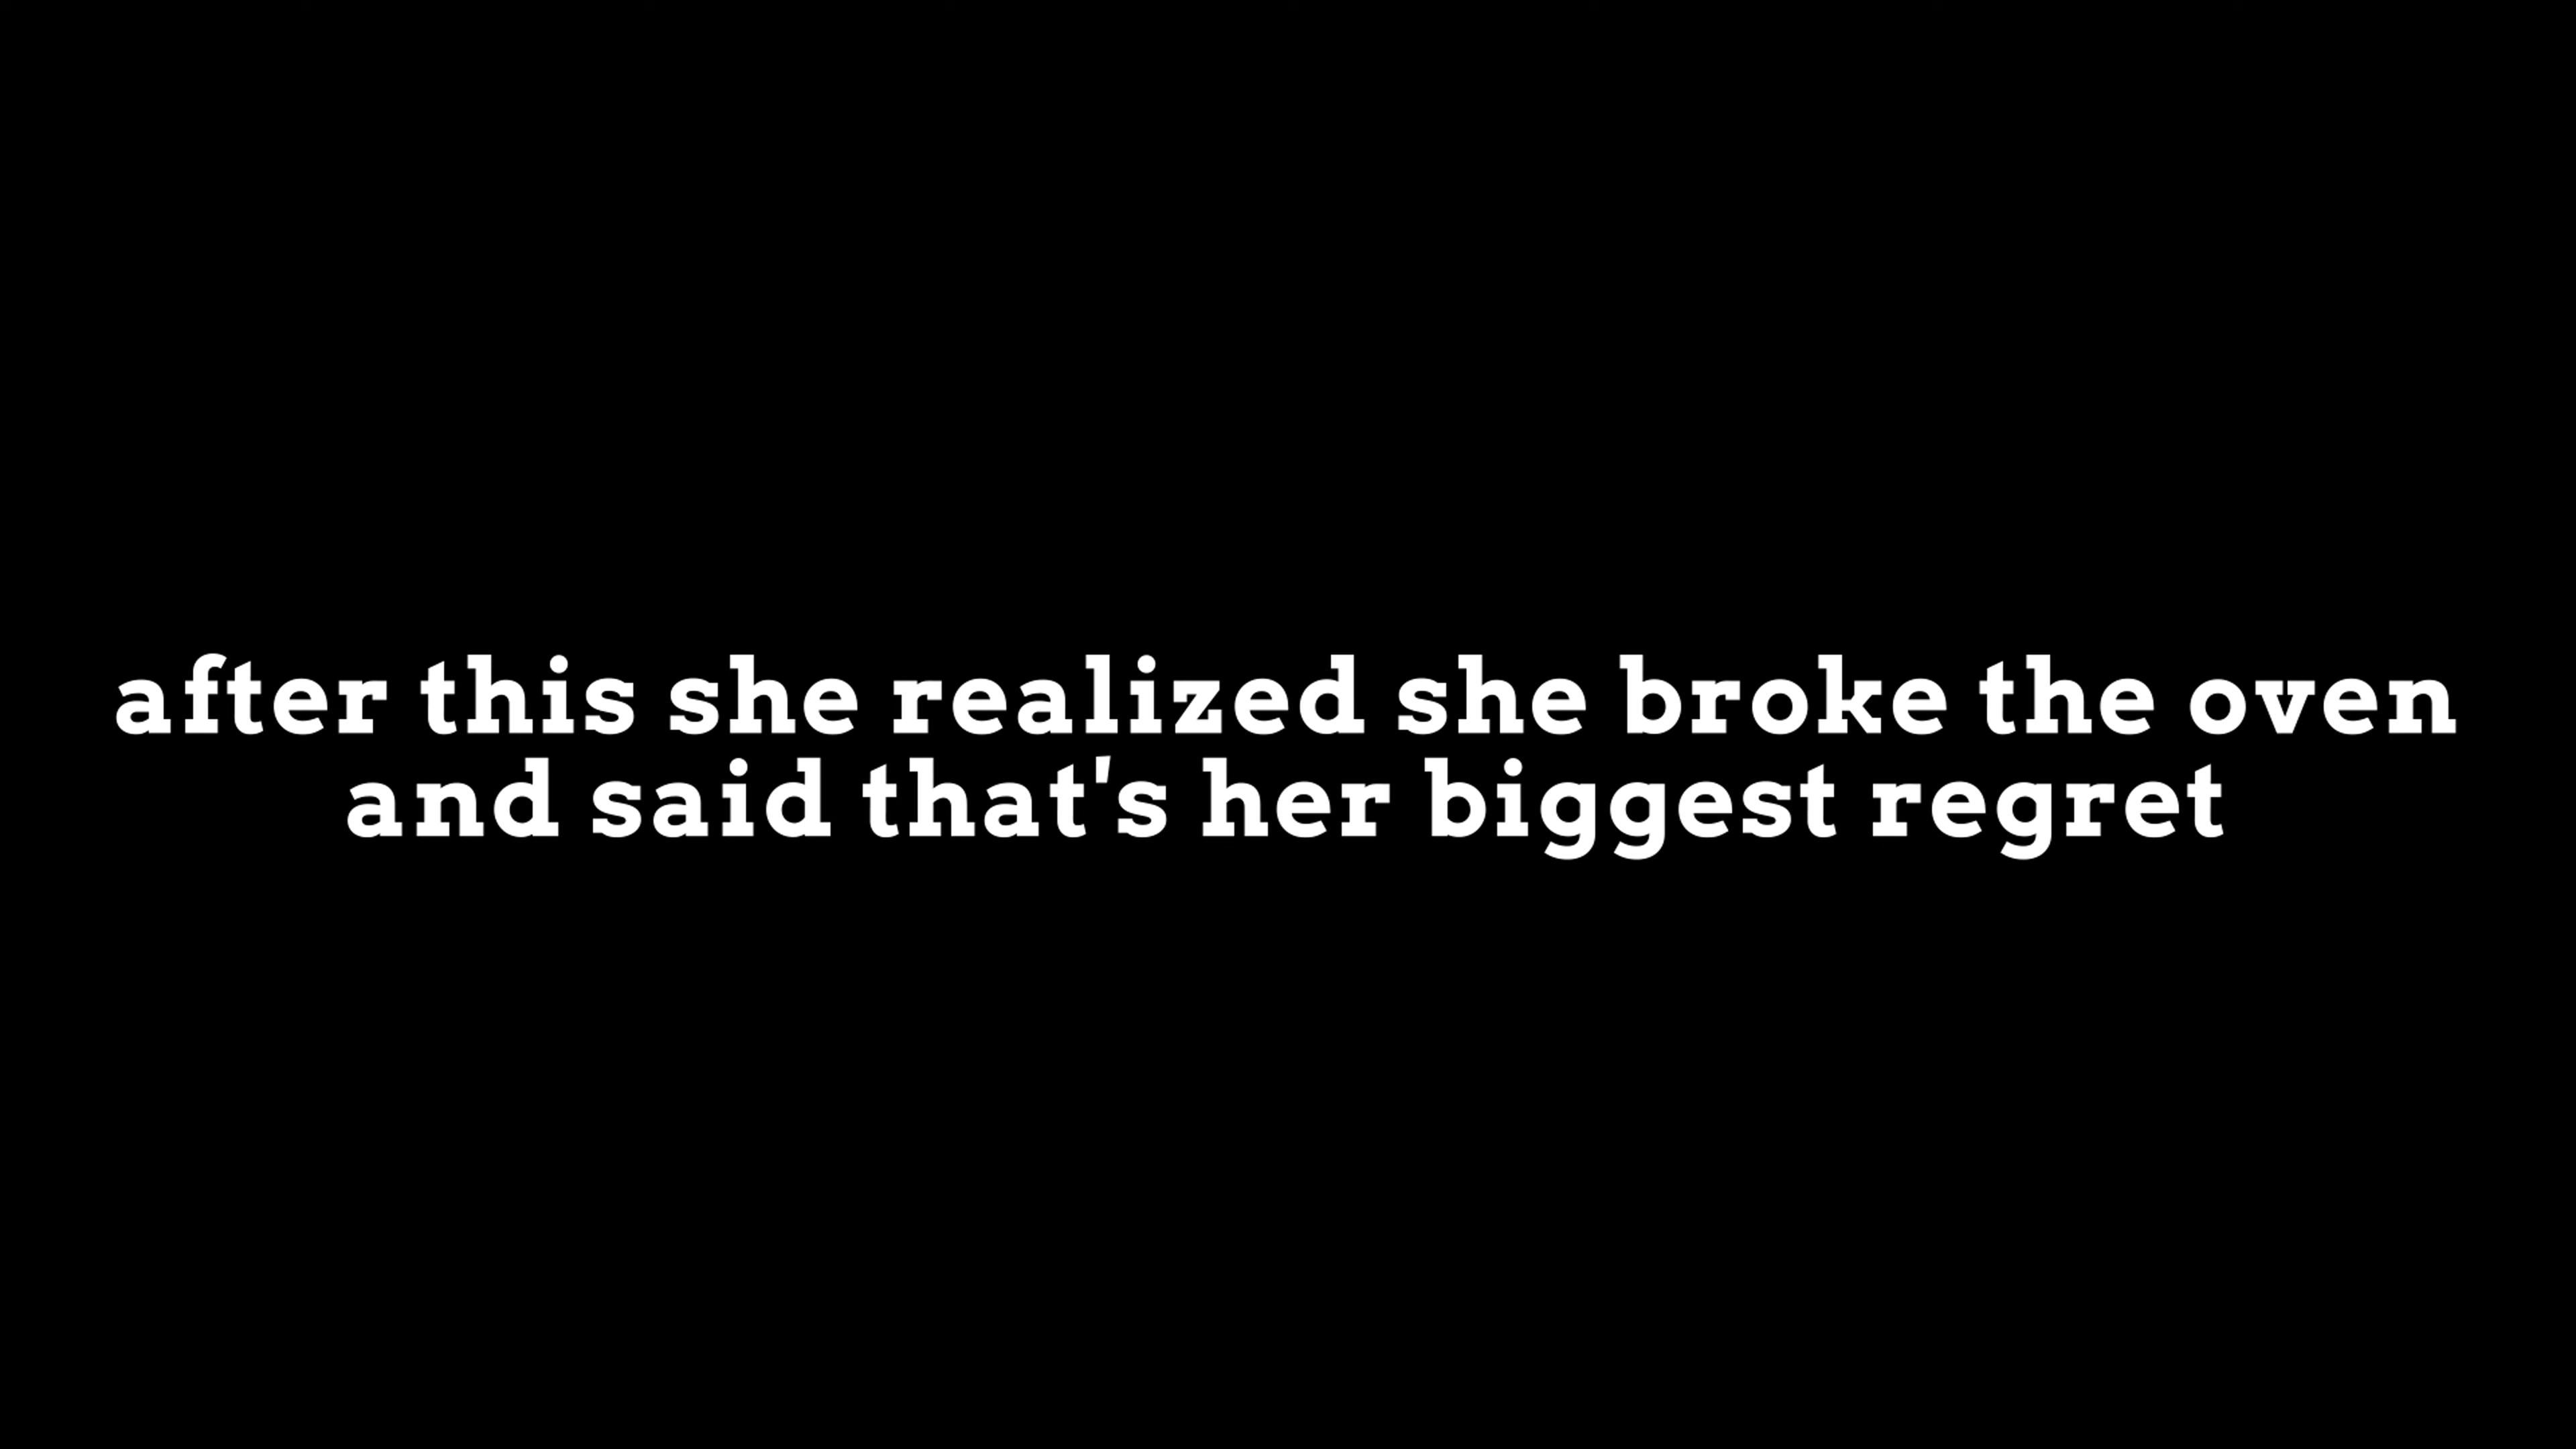 after this she realized she broke the oven
and said that's her biggest regret